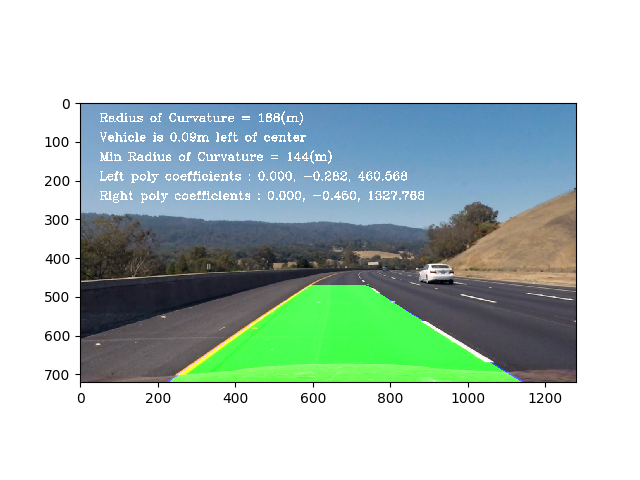 Radius of Curvature = 188(m)
Vehicle is 0.09m left of center
Min Radius of Curvature = 144(m)
Left poly coefficients : 0.000, -0.282, 460.568
Right poly coefficients : 0.000, -0.450, 1327.768
0
100
200
300
400
500
600
700
0 200 400 600 800 1000 1200